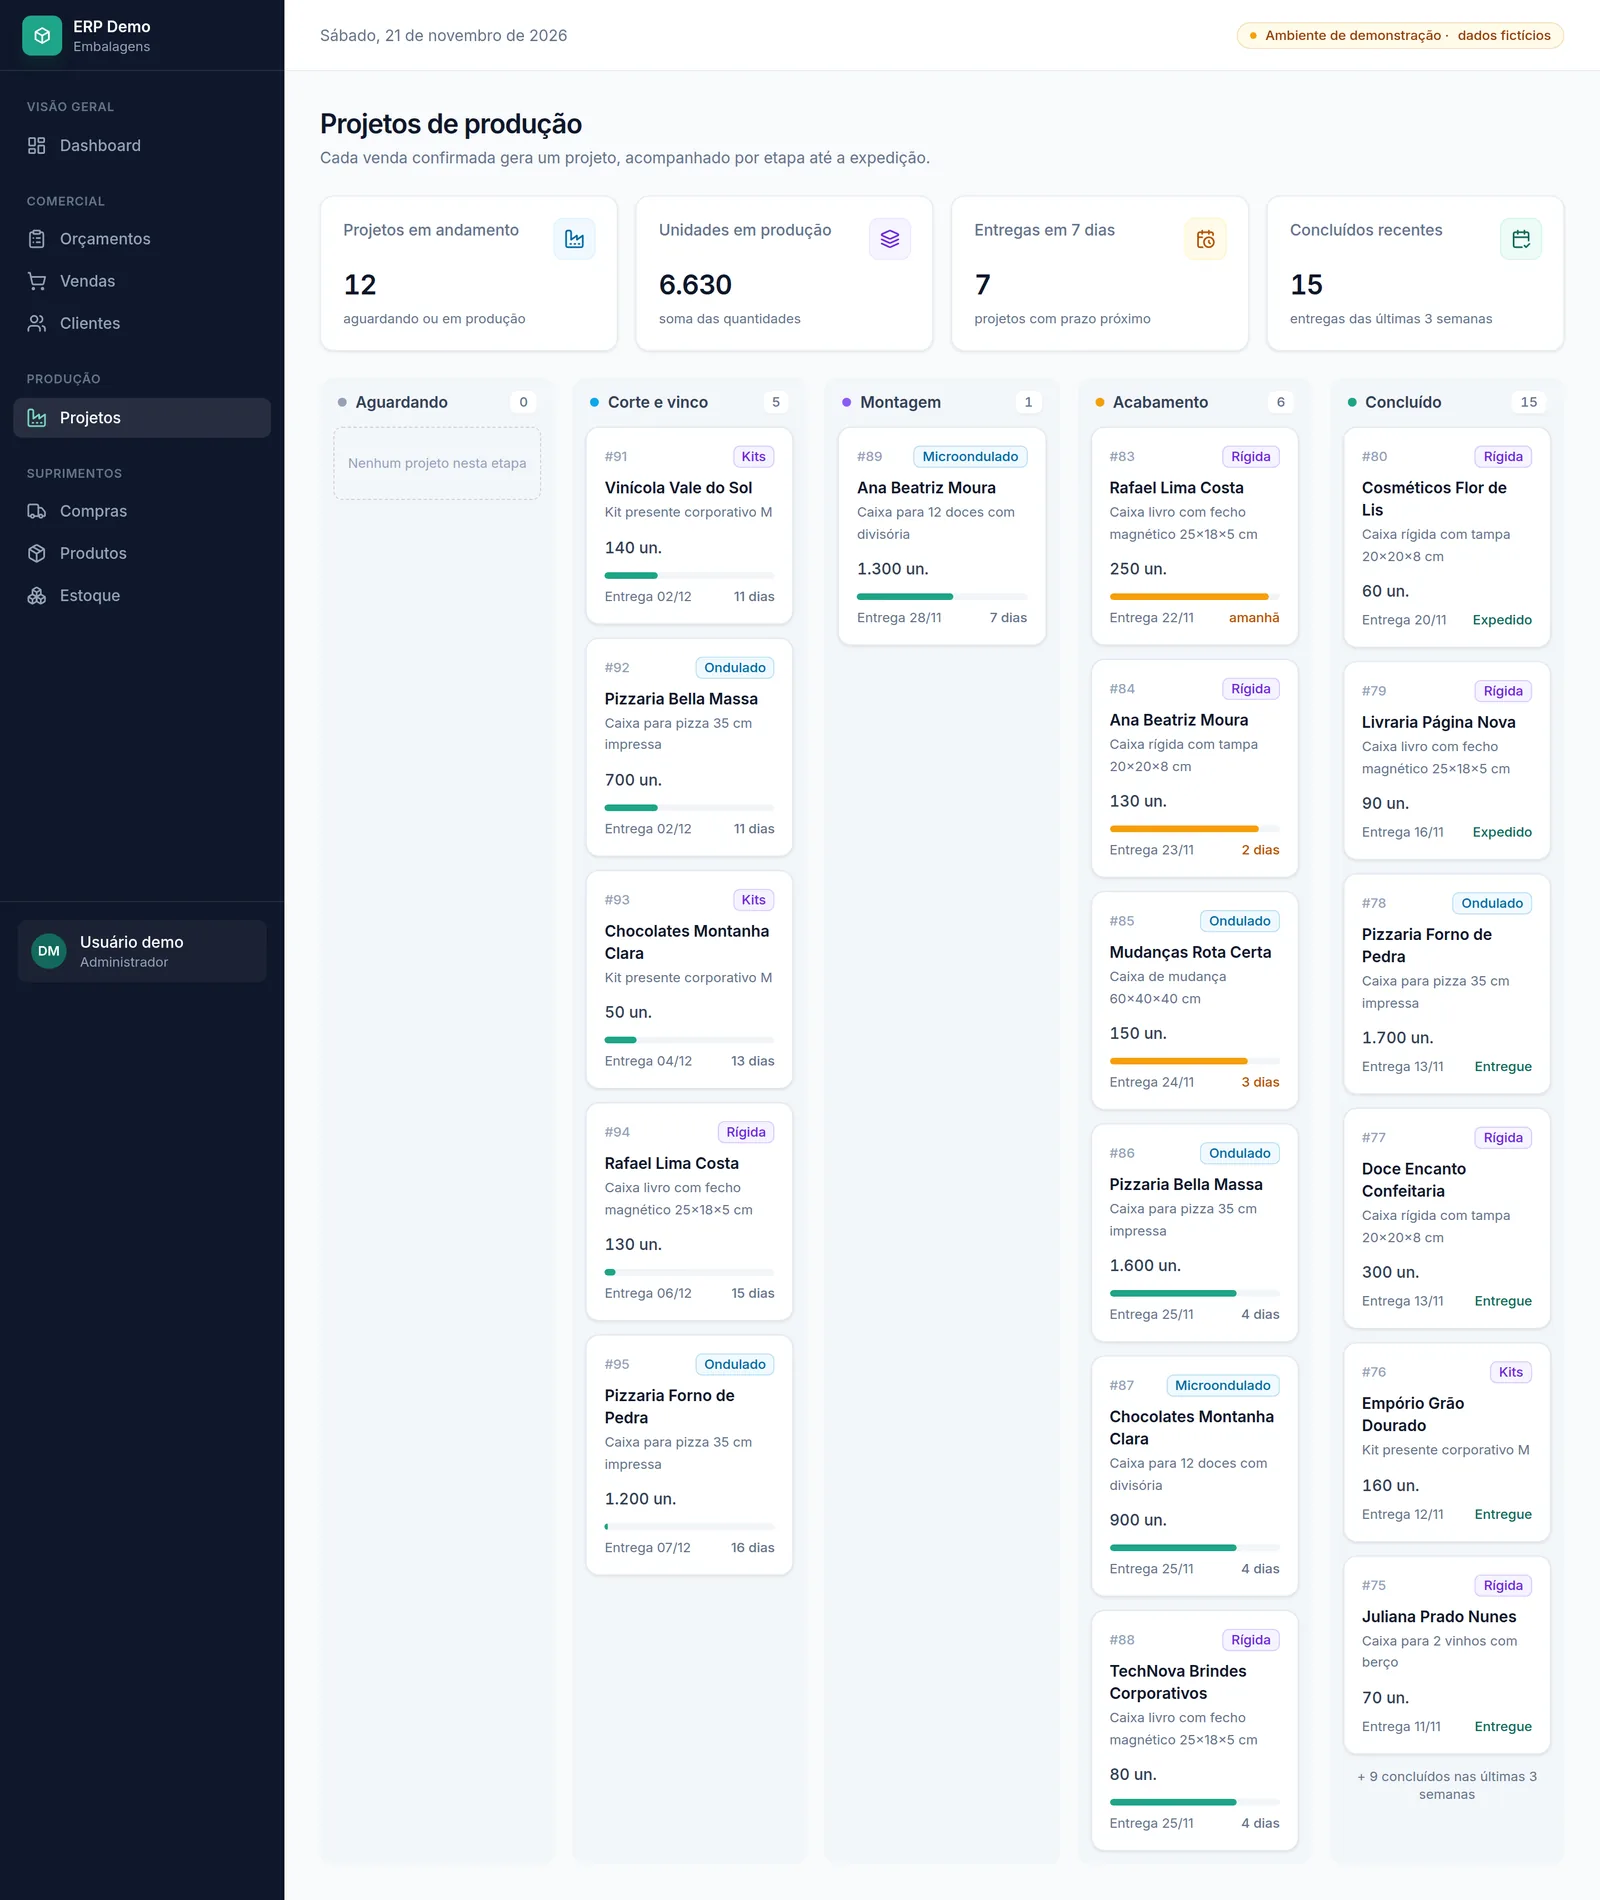 ERP Demo
Embalagens
VISÃO GERAL
Dashboard
COMERCIAL
Orçamentos
Vendas
Clientes
PRODUÇÃO
Projetos
SUPRIMENTOS
Compras
Produtos
Estoque
DM
Usuário demo
Administrador
Sábado, 21 de novembro de 2026
Ambiente de demonstração · dados fictícios
Projetos de produção
Cada venda confirmada gera um projeto, acompanhado por etapa até a expedição.
Projetos em andamento
12
aguardando ou em produção
Unidades em produção
6.630
soma das quantidades
Entregas em 7 dias
7
projetos com prazo próximo
Concluídos recentes
15
entregas das últimas 3 semanas
Aguardando 0
Nenhum projeto nesta etapa
Corte e vinco 5
#91 Kits
Vinícola Vale do Sol
Kit presente corporativo M
140 un.
Entrega 02/12 11 dias
#92 Ondulado
Pizzaria Bella Massa
Caixa para pizza 35 cm
impressa
700 un.
Entrega 02/12 11 dias
#93 Kits
Chocolates Montanha
Clara
Kit presente corporativo M
50 un.
Entrega 04/12 13 dias
#94 Rígida
Rafael Lima Costa
Caixa livro com fecho
magnético 25×18×5 cm
130 un.
Entrega 06/12 15 dias
#95 Ondulado
Pizzaria Forno de
Pedra
Caixa para pizza 35 cm
impressa
1.200 un.
Entrega 07/12 16 dias
Montagem 1
#89 Microondulado
Ana Beatriz Moura
Caixa para 12 doces com
divisória
1.300 un.
Entrega 28/11 7 dias
Acabamento 6
#83 Rígida
Rafael Lima Costa
Caixa livro com fecho
magnético 25×18×5 cm
250 un.
Entrega 22/11 amanhã
#84 Rígida
Ana Beatriz Moura
Caixa rígida com tampa
20×20×8 cm
130 un.
Entrega 23/11 2 dias
#85 Ondulado
Mudanças Rota Certa
Caixa de mudança
60×40×40 cm
150 un.
Entrega 24/11 3 dias
#86 Ondulado
Pizzaria Bella Massa
Caixa para pizza 35 cm
impressa
1.600 un.
Entrega 25/11 4 dias
#87 Microondulado
Chocolates Montanha
Clara
Caixa para 12 doces com
divisória
900 un.
Entrega 25/11 4 dias
#88 Rígida
TechNova Brindes
Corporativos
Caixa livro com fecho
magnético 25×18×5 cm
80 un.
Entrega 25/11 4 dias
Concluído 15
#80 Rígida
Cosméticos Flor de
Lis
Caixa rígida com tampa
20×20×8 cm
60 un.
Entrega 20/11 Expedido
#79 Rígida
Livraria Página Nova
Caixa livro com fecho
magnético 25×18×5 cm
90 un.
Entrega 16/11 Expedido
#78 Ondulado
Pizzaria Forno de
Pedra
Caixa para pizza 35 cm
impressa
1.700 un.
Entrega 13/11 Entregue
#77 Rígida
Doce Encanto
Confeitaria
Caixa rígida com tampa
20×20×8 cm
300 un.
Entrega 13/11 Entregue
#76 Kits
Empório Grão
Dourado
Kit presente corporativo M
160 un.
Entrega 12/11 Entregue
#75 Rígida
Juliana Prado Nunes
Caixa para 2 vinhos com
berço
70 un.
Entrega 11/11 Entregue
+ 9 concluídos nas últimas 3
semanas